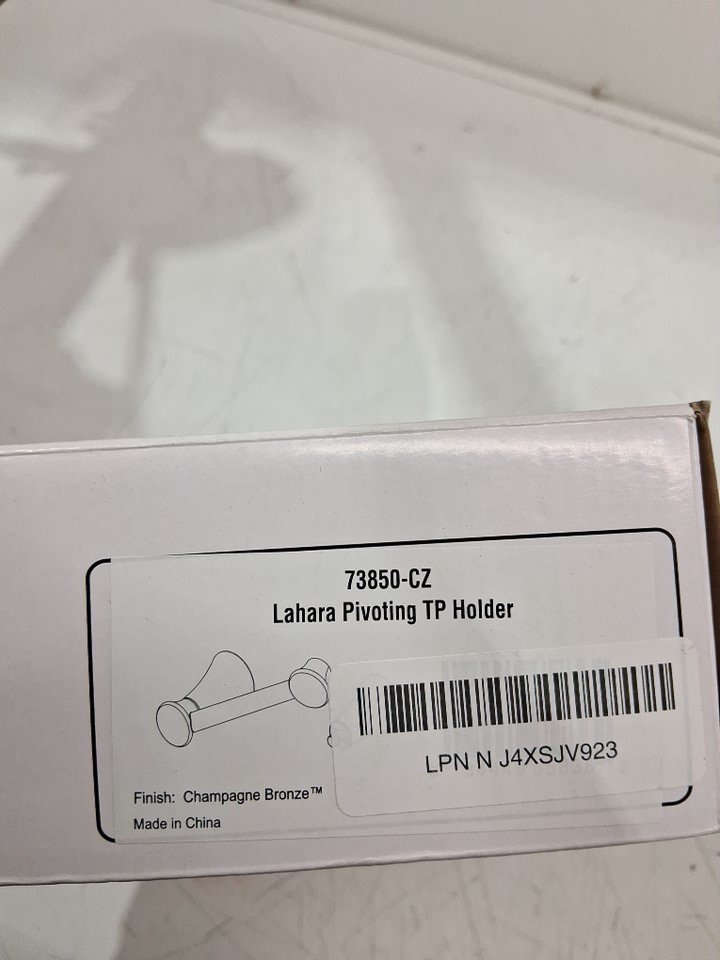 73850-CZ
Lahara Pivoting TP Holder
LPN N J4XSJV923
Finish: Champagne Bronze™
Made in China